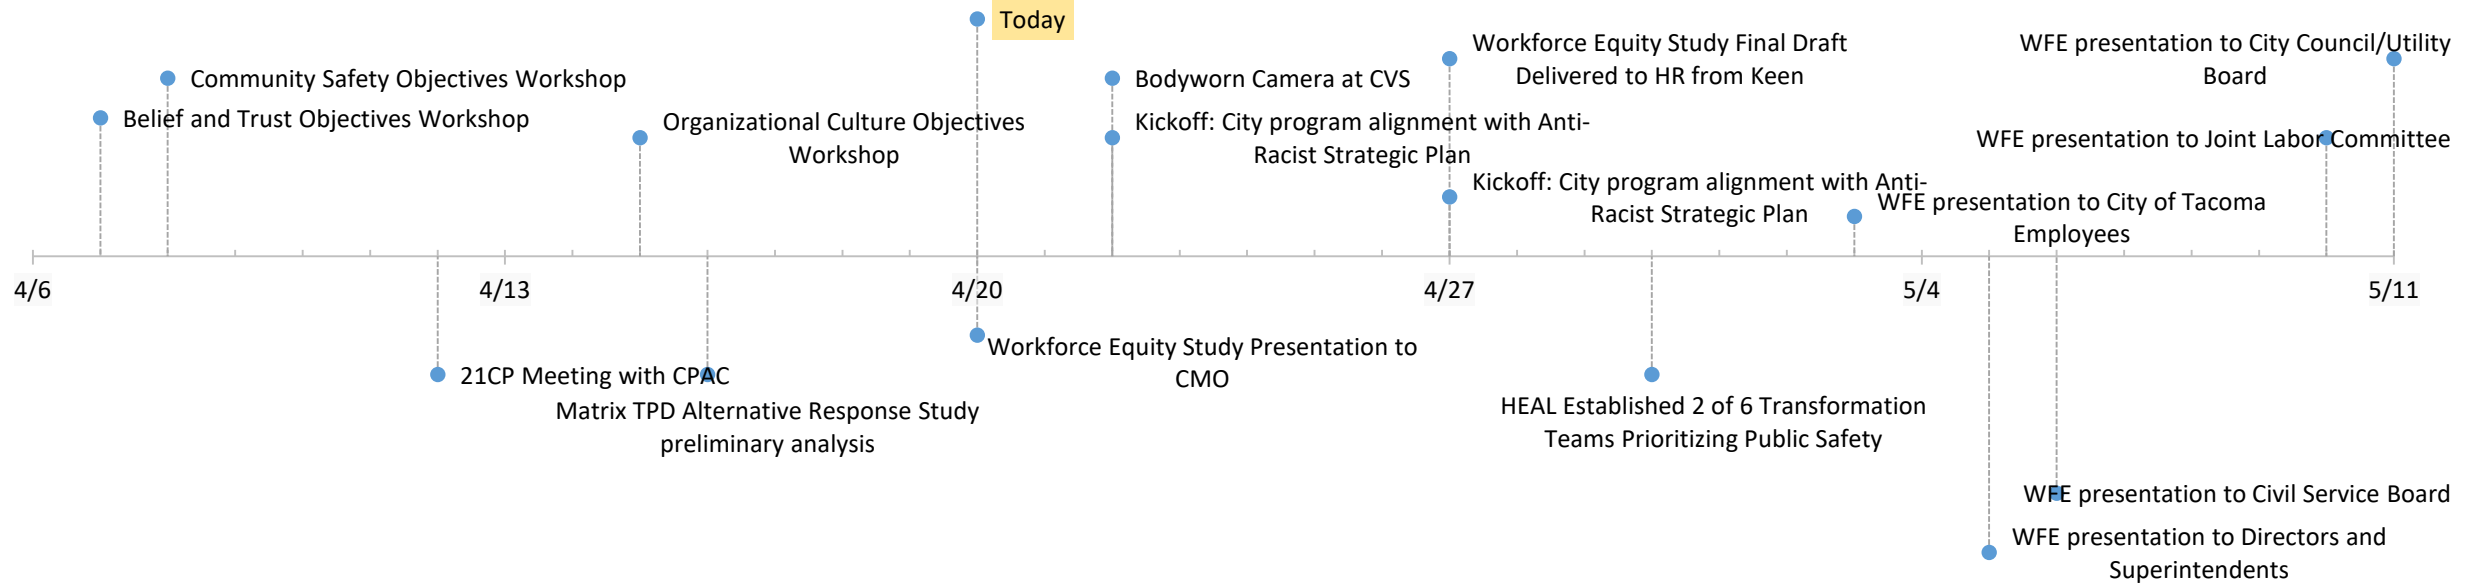 Today
Community Safety Objectives Workshop
Belief and Trust Objectives Workshop
Organizational Culture Objectives
Workshop
Bodyworn Camera at CVS
Kickoff: City program alignment with Anti-
Racist Strategic Plan
Workforce Equity Study Final Draft
Delivered to HR from Keen
Kickoff: City program alignment with Anti-
Racist Strategic Plan
WFE presentation to City Council/Utility
Board
WFE presentation to Joint Labor Committee
WFE presentation to City of Tacoma
Employees
4/6
4/13
4/20
4/27
5/4
5/11
21CP Meeting with CPAC
Matrix TPD Alternative Response Study
preliminary analysis
Workforce Equity Study Presentation to
CMO
HEAL Established 2 of 6 Transformation
Teams Prioritizing Public Safety
WFE presentation to Civil Service Board
WFE presentation to Directors and
Superintendents